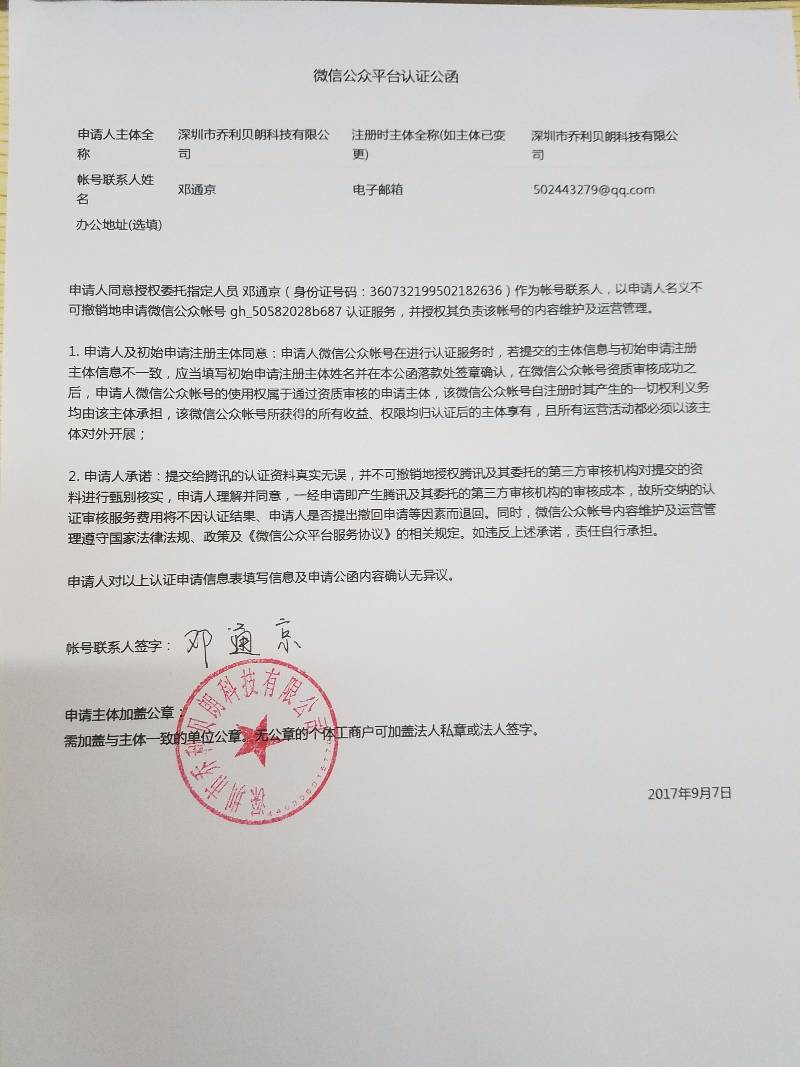 微信公众平台认证公函
申请人主体全称 深圳市乔利贝朗科技有限公司 注册时主体全称(如主体已变更) 深圳市乔利贝朗科技有限公司
帐号联系人姓名 邓通京 电子邮箱 502443279@qq.com
办公地址(选填)
申请人同意授权委托指定人员 邓通京（身份证号码：360732199502182636）作为帐号联系人，以申请人名义不
可撤销地申请微信公众帐号 gh_50582028b687 认证服务，并授权其负责该帐号的内容维护及运营管理。
1. 申请人及初始申请注册主体同意：申请人微信公众帐号在进行认证服务时，若提交的主体信息与初始申请注册
主体信息不一致，应当填写初始申请注册主体姓名并在本公函落款处签章确认，在微信公众帐号资质审核成功之
后，申请人微信公众帐号的使用权属于通过资质审核的申请主体，该微信公众帐号自注册时其产生的一切权利义务
均由该主体承担，该微信公众帐号所获得的所有收益、权限均归认证后的主体享有，且所有运营活动都必须以该主
体对外开展；
2. 申请人承诺：提交给腾讯的认证资料真实无误，并不可撤销地授权腾讯及其委托的第三方审核机构对提交的资
料进行甄别核实，申请人理解并同意，一经申请即产生腾讯及其委托的第三方审核机构的审核成本，故所交纳的认
证审核服务费用将不因认证结果、申请人是否提出撤回申请等因素而退回。同时，微信公众帐号内容维护及运营管
理遵守国家法律法规、政策及《微信公众平台服务协议》的相关规定。如违反上述承诺，责任自行承担。
申请人对以上认证申请信息表填写信息及申请公函内容确认无异议。
帐号联系人签字： 邓通京
申请主体加盖公章：
需加盖与主体一致的单位公章。无公章的个体工商户可加盖法人私章或法人签字。
深圳市乔利贝朗科技有限公司
2017年9月7日